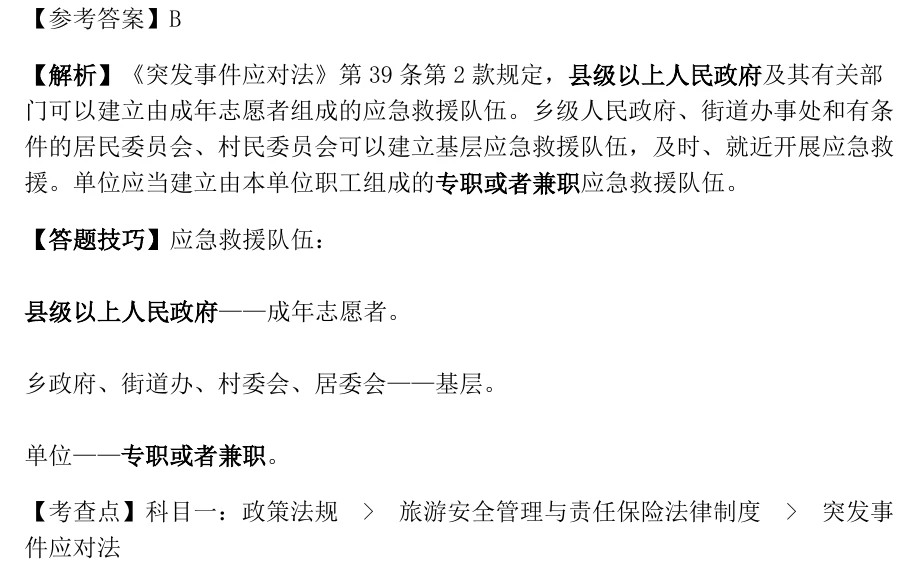 【参考答案】B
【解析】《突发事件应对法》第 39 条第 2 款规定，县级以上人民政府及其有关部
门可以建立由成年志愿者组成的应急救援队伍。乡级人民政府、街道办事处和有条
件的居民委员会、村民委员会可以建立基层应急救援队伍，及时、就近开展应急救
援。单位应当建立由本单位职工组成的专职或者兼职应急救援队伍。
【答题技巧】应急救援队伍：
县级以上人民政府——成年志愿者。
乡政府、街道办、村委会、居委会——基层。
单位——专职或者兼职。
【考查点】科目一：政策法规 > 旅游安全管理与责任保险法律制度 > 突发事
件应对法